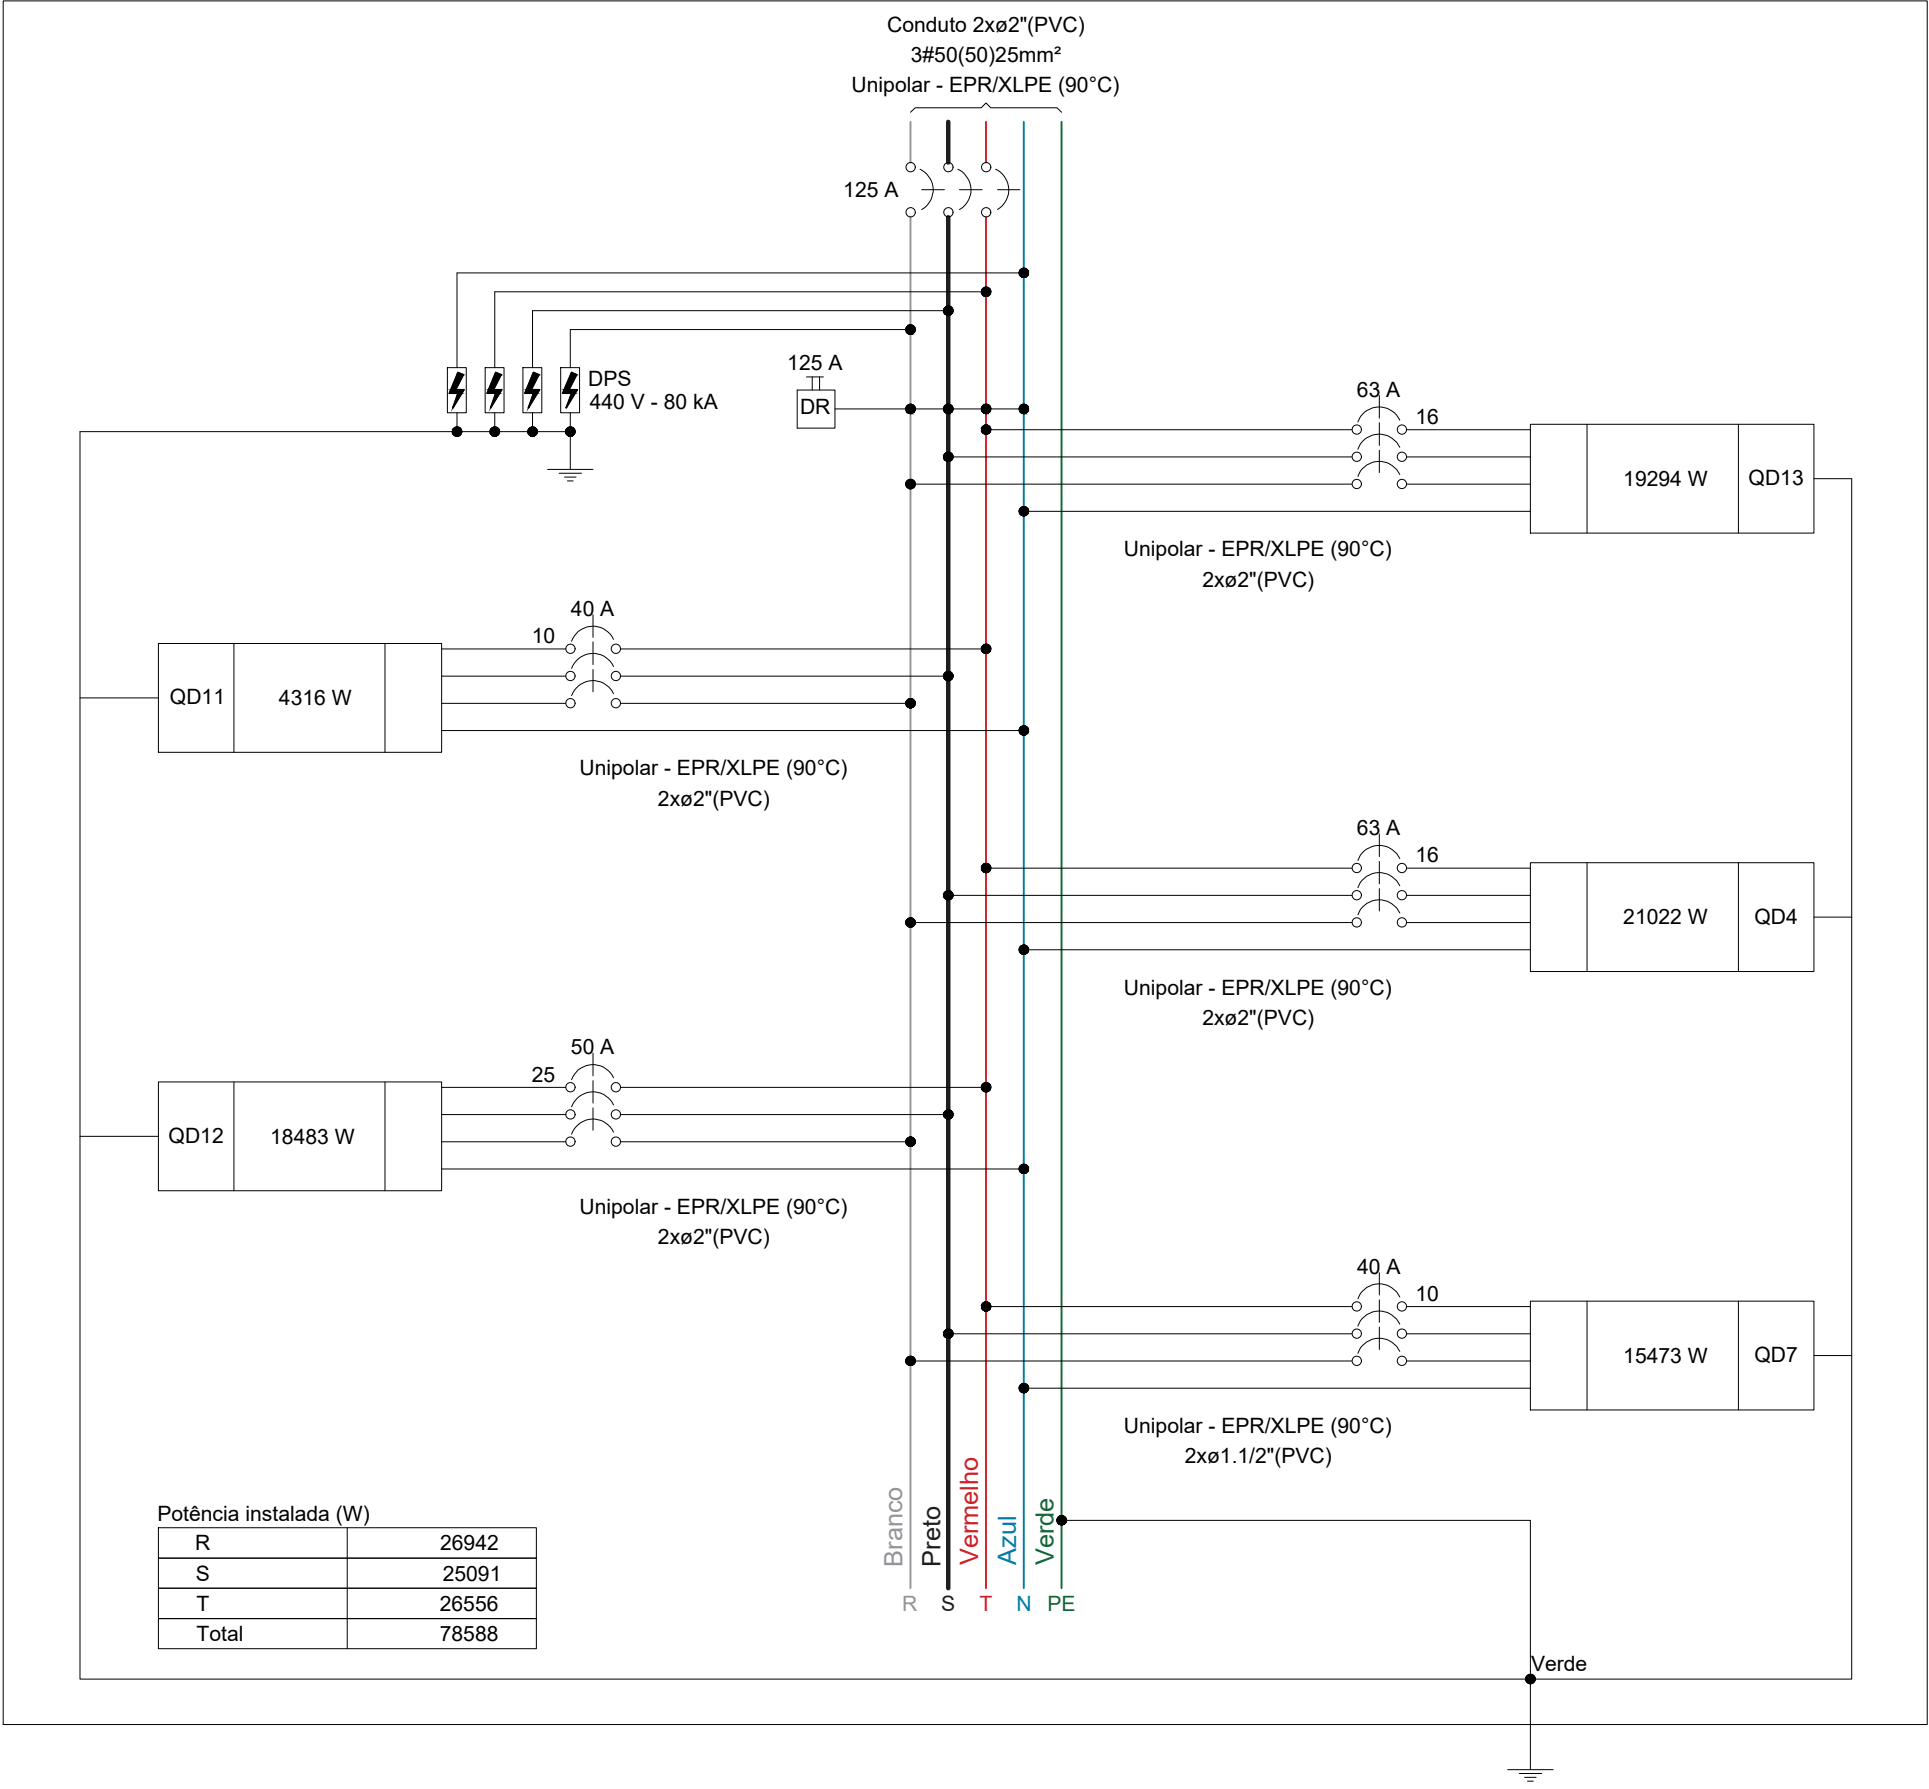 Conduto 2xø2"(PVC)
3#50(50)25mm²
Unipolar - EPR/XLPE (90°C)
125 A
DPS
440 V - 80 kA
125 A
DR
63 A
16
19294 W
QD13
Unipolar - EPR/XLPE (90°C)
2xø2"(PVC)
40 A
10
QD11
4316 W
Unipolar - EPR/XLPE (90°C)
2xø2"(PVC)
63 A
16
21022 W
QD4
Unipolar - EPR/XLPE (90°C)
2xø2"(PVC)
50 A
25
QD12
18483 W
Unipolar - EPR/XLPE (90°C)
2xø2"(PVC)
40 A
10
15473 W
QD7
Unipolar - EPR/XLPE (90°C)
2xø1.1/2"(PVC)
Potência instalada (W)
R 26942
S 25091
T 26556
Total 78588
Branco
Preto
Vermelho
Azul
Verde
R S T N PE
Verde